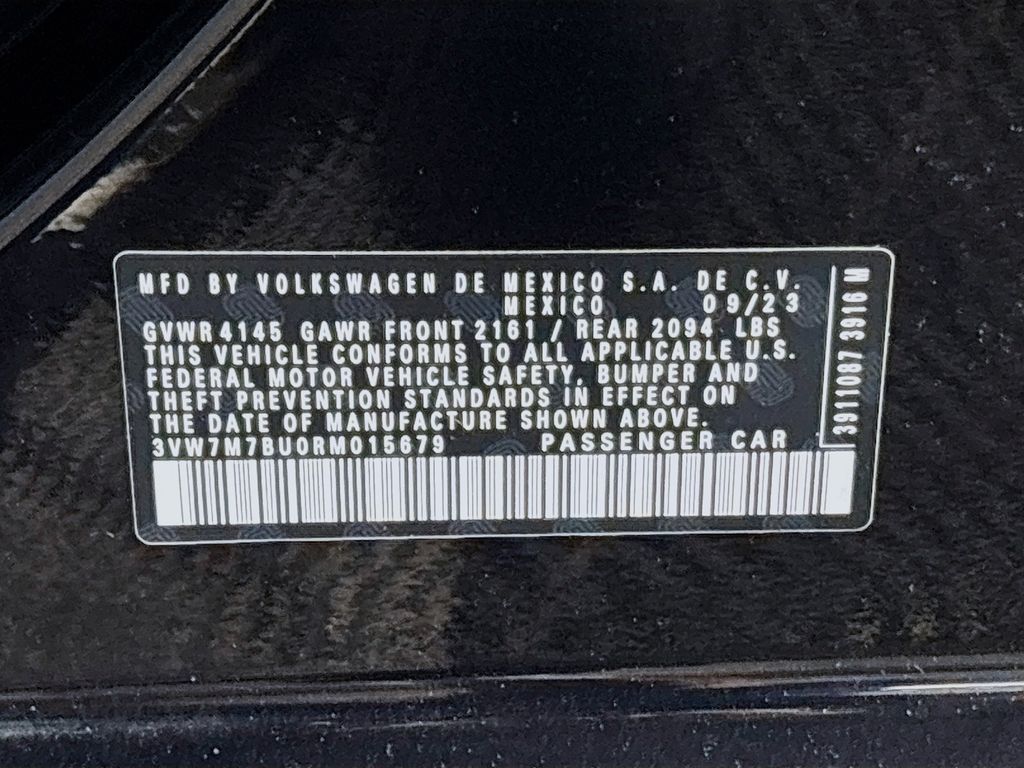 MFD BY VOLKSWAGEN DE MEXICO S.A. DE C.V.
MEXICO 09/23
GVWR 4145 GAWR FRONT 2161 / REAR 2094 LBS
THIS VEHICLE CONFORMS TO ALL APPLICABLE U.S.
FEDERAL MOTOR VEHICLE SAFETY, BUMPER AND
THEFT PREVENTION STANDARDS IN EFFECT ON
THE DATE OF MANUFACTURE SHOWN ABOVE.
3VW7M7BU0RM015679 PASSENGER CAR
3911087 3916 M